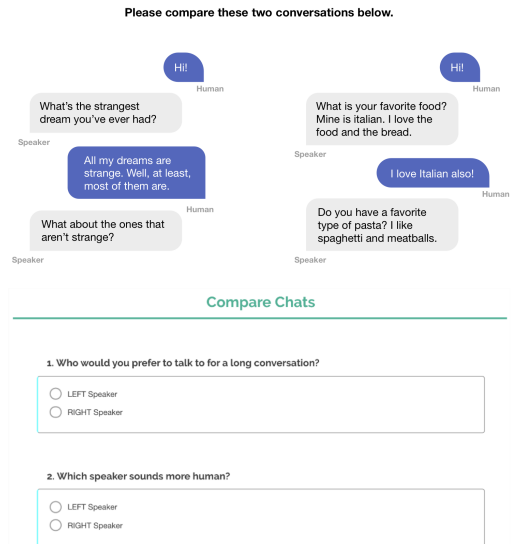 Please compare these two conversations below.
Hi!
Human
What's the strangest
dream you've ever had?
Speaker
All my dreams are
strange. Well, at least,
most of them are.
Human
What about the ones that
aren't strange?
Speaker
Hi!
Human
What is your favorite food?
Mine is italian. I love the
food and the bread.
Speaker
I love Italian also!
Human
Do you have a favorite
type of pasta? I like
spaghetti and meatballs.
Speaker
Compare Chats
1. Who would you prefer to talk to for a long conversation?
LEFT Speaker
RIGHT Speaker
2. Which speaker sounds more human?
LEFT Speaker
RIGHT Speaker